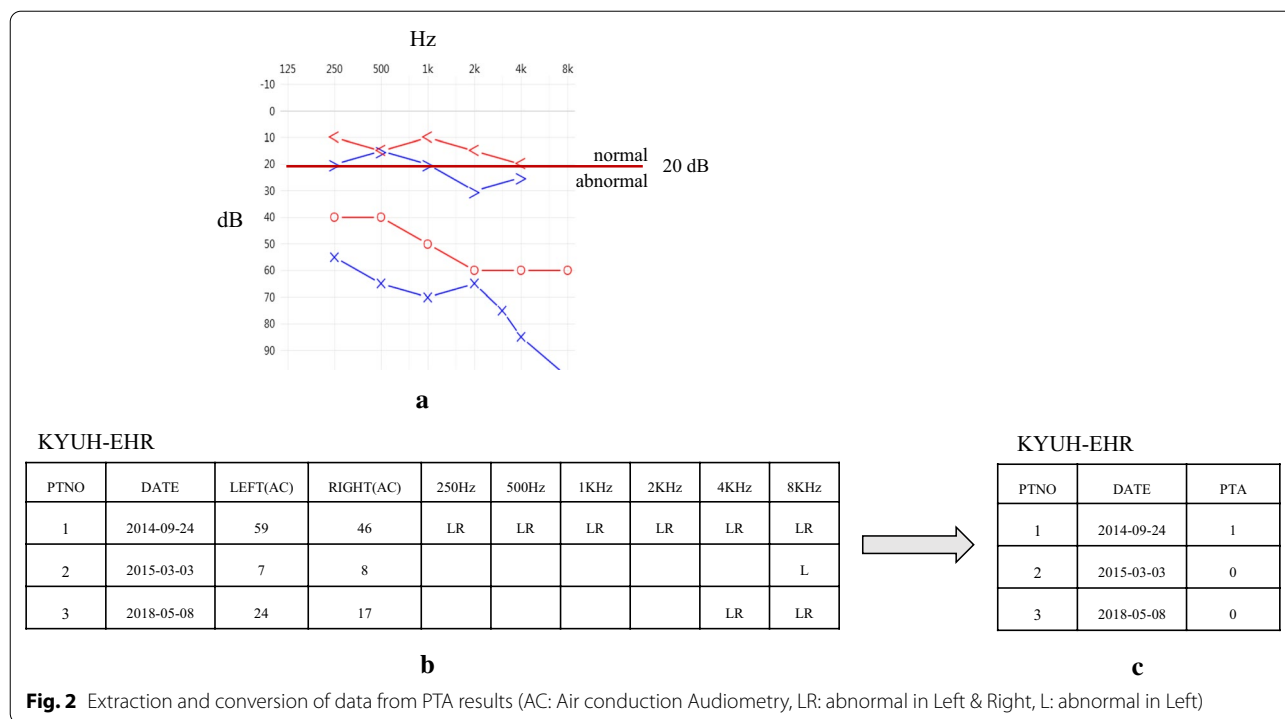 Hz
125 250 500 1k 2k 4k 8k
-10
0
10
20
30
40
50
60
70
80
90
dB
normal
abnormal
20 dB
a
KYUH-EHR
PTNO DATE LEFT(AC) RIGHT(AC) 250Hz 500Hz 1KHz 2KHz 4KHz 8KHz
1 2014-09-24 59 46 LR LR LR LR LR LR
2 2015-03-03 7 8 L
3 2018-05-08 24 17 LR LR
b
KYUH-EHR
PTNO DATE PTA
1 2014-09-24 1
2 2015-03-03 0
3 2018-05-08 0
c
Fig. 2 Extraction and conversion of data from PTA results (AC: Air conduction Audiometry, LR: abnormal in Left & Right, L: abnormal in Left)